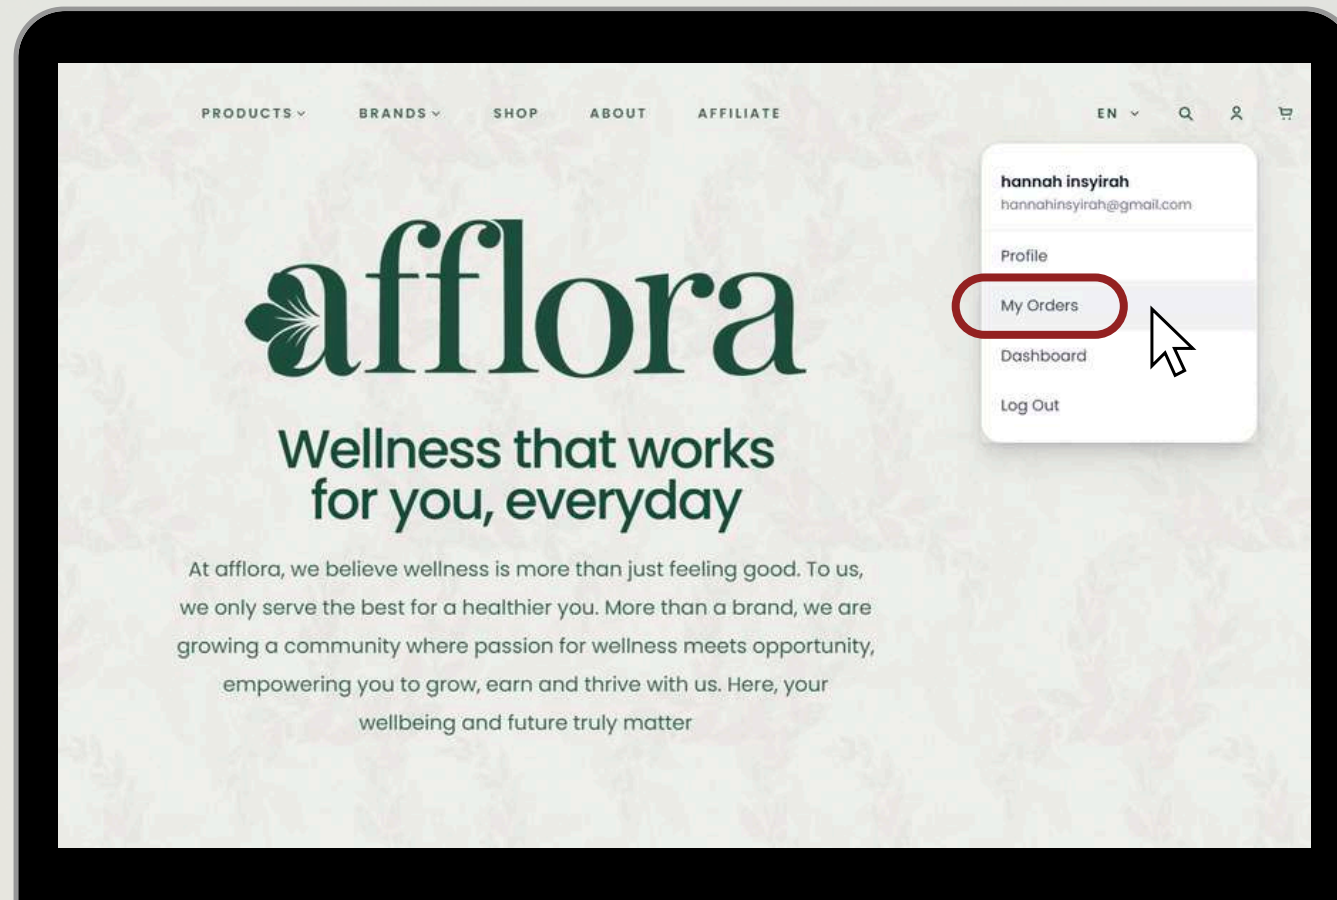 PRODUCTS BRANDS SHOP ABOUT AFFILIATE EN
hannah insyirah
hannahinsyirah@gmail.com
Profile
My Orders
Dashboard
Log Out
afflora
Wellness that works
for you, everyday
At afflora, we believe wellness is more than just feeling good. To us,
we only serve the best for a healthier you. More than a brand, we are
growing a community where passion for wellness meets opportunity,
empowering you to grow, earn and thrive with us. Here, your
wellbeing and future truly matter